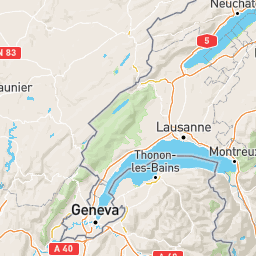 Neuchât
5
N 83
aunier
Lausanne
Thonon-
les-Bains
Montreux
Geneva
A 40
A 40